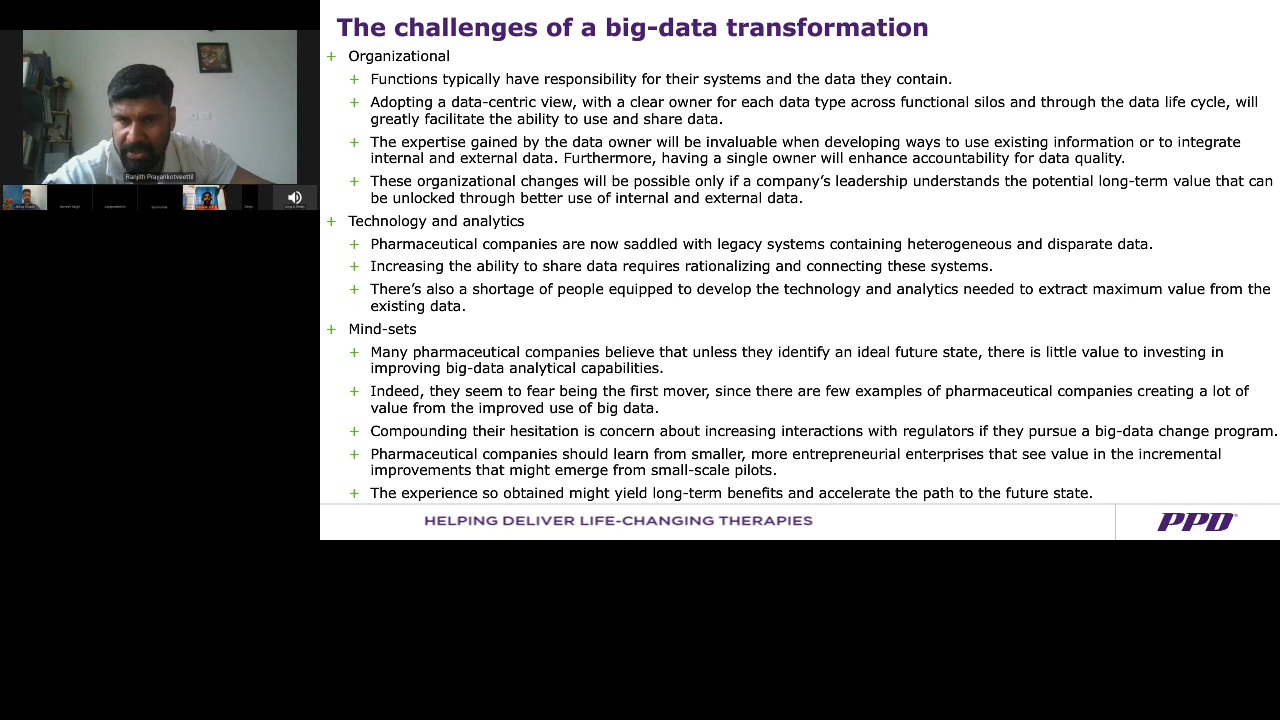 The challenges of a big-data transformation
+ Organizational
+ Functions typically have responsibility for their systems and the data they contain.
+ Adopting a data-centric view, with a clear owner for each data type across functional silos and through the data life cycle, will
greatly facilitate the ability to use and share data.
+ The expertise gained by the data owner will be invaluable when developing ways to use existing information or to integrate
internal and external data. Furthermore, having a single owner will enhance accountability for data quality.
+ These organizational changes will be possible only if a company’s leadership understands the potential long-term value that can
be unlocked through better use of internal and external data.
+ Technology and analytics
+ Pharmaceutical companies are now saddled with legacy systems containing heterogeneous and disparate data.
+ Increasing the ability to share data requires rationalizing and connecting these systems.
+ There’s also a shortage of people equipped to develop the technology and analytics needed to extract maximum value from the
existing data.
+ Mind-sets
+ Many pharmaceutical companies believe that unless they identify an ideal future state, there is little value to investing in
improving big-data analytical capabilities.
+ Indeed, they seem to fear being the first mover, since there are few examples of pharmaceutical companies creating a lot of
value from the improved use of big data.
+ Compounding their hesitation is concern about increasing interactions with regulators if they pursue a big-data change program.
+ Pharmaceutical companies should learn from smaller, more entrepreneurial enterprises that see value in the incremental
improvements that might emerge from small-scale pilots.
+ The experience so obtained might yield long-term benefits and accelerate the path to the future state.
HELPING DELIVER LIFE-CHANGING THERAPIES
PPD
Ranjith Prayankotveettil